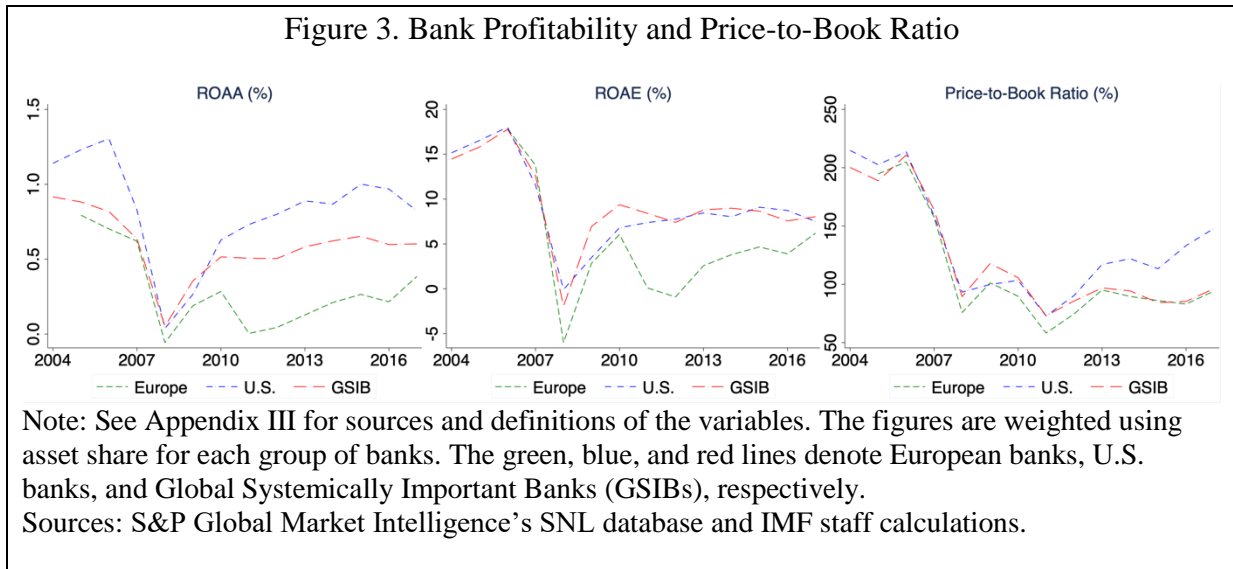 Figure 3. Bank Profitability and Price-to-Book Ratio
ROAA (%)
1.5
1.0
0.5
0.0
2004 2007 2010 2013 2016
Europe U.S. GSIB
ROAE (%)
20
15
10
5
0
-5
2004 2007 2010 2013 2016
Europe U.S. GSIB
Price-to-Book Ratio (%)
250
200
150
100
50
2004 2007 2010 2013 2016
Europe U.S. GSIB
Note: See Appendix III for sources and definitions of the variables. The figures are weighted using
asset share for each group of banks. The green, blue, and red lines denote European banks, U.S.
banks, and Global Systemically Important Banks (GSIBs), respectively.
Sources: S&P Global Market Intelligence’s SNL database and IMF staff calculations.